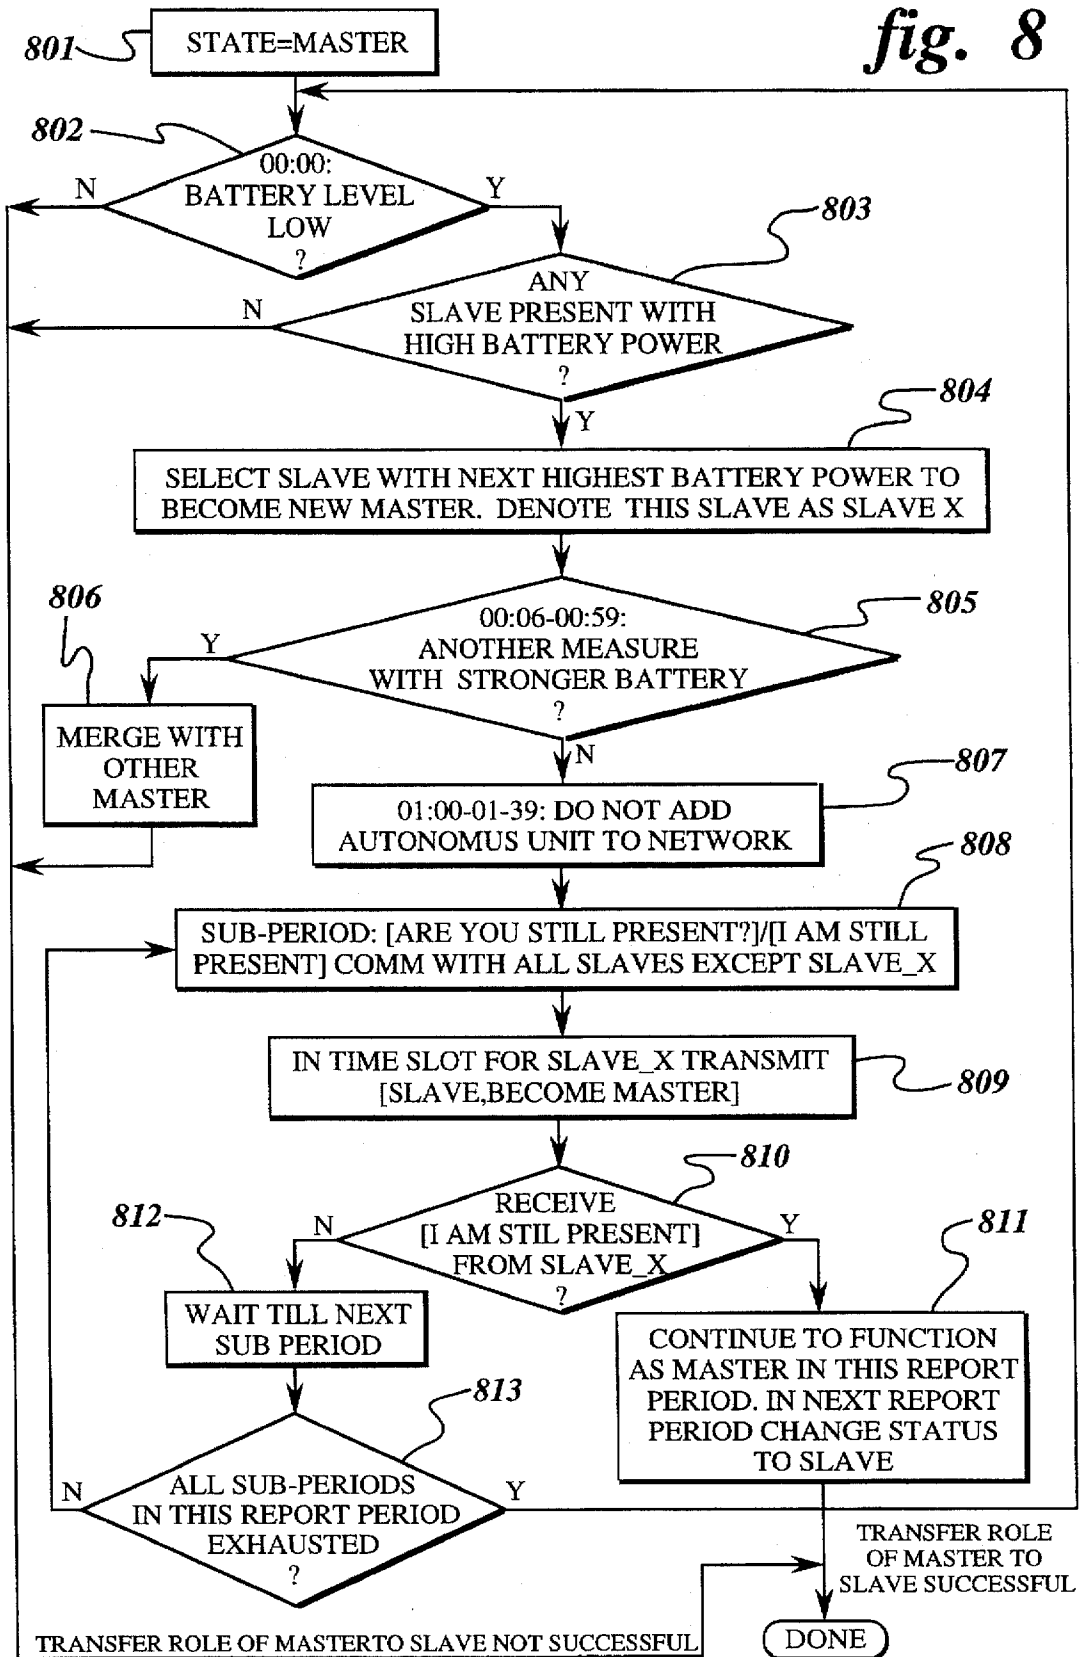 fig. 8
801
STATE=MASTER
802
00:00:
BATTERY LEVEL
LOW
?
N
Y
803
ANY
SLAVE PRESENT WITH
HIGH BATTERY POWER
?
N
Y
804
SELECT SLAVE WITH NEXT HIGHEST BATTERY POWER TO
BECOME NEW MASTER. DENOTE THIS SLAVE AS SLAVE X
805
00:06-00:59:
ANOTHER MEASURE
WITH STRONGER BATTERY
?
Y
N
806
MERGE WITH
OTHER
MASTER
807
01:00-01-39: DO NOT ADD
AUTONOMUS UNIT TO NETWORK
808
SUB-PERIOD: [ARE YOU STILL PRESENT?]/[I AM STILL
PRESENT] COMM WITH ALL SLAVES EXCEPT SLAVE_X
809
IN TIME SLOT FOR SLAVE_X TRANSMIT
[SLAVE,BECOME MASTER]
810
RECEIVE
[I AM STIL PRESENT]
FROM SLAVE_X
?
N
Y
812
WAIT TILL NEXT
SUB PERIOD
811
CONTINUE TO FUNCTION
AS MASTER IN THIS REPORT
PERIOD. IN NEXT REPORT
PERIOD CHANGE STATUS
TO SLAVE
813
ALL SUB-PERIODS
IN THIS REPORT PERIOD
EXHAUSTED
?
N
Y
TRANSFER ROLE
OF MASTER TO
SLAVE SUCCESSFUL
TRANSFER ROLE OF MASTERTO SLAVE NOT SUCCESSFUL
DONE